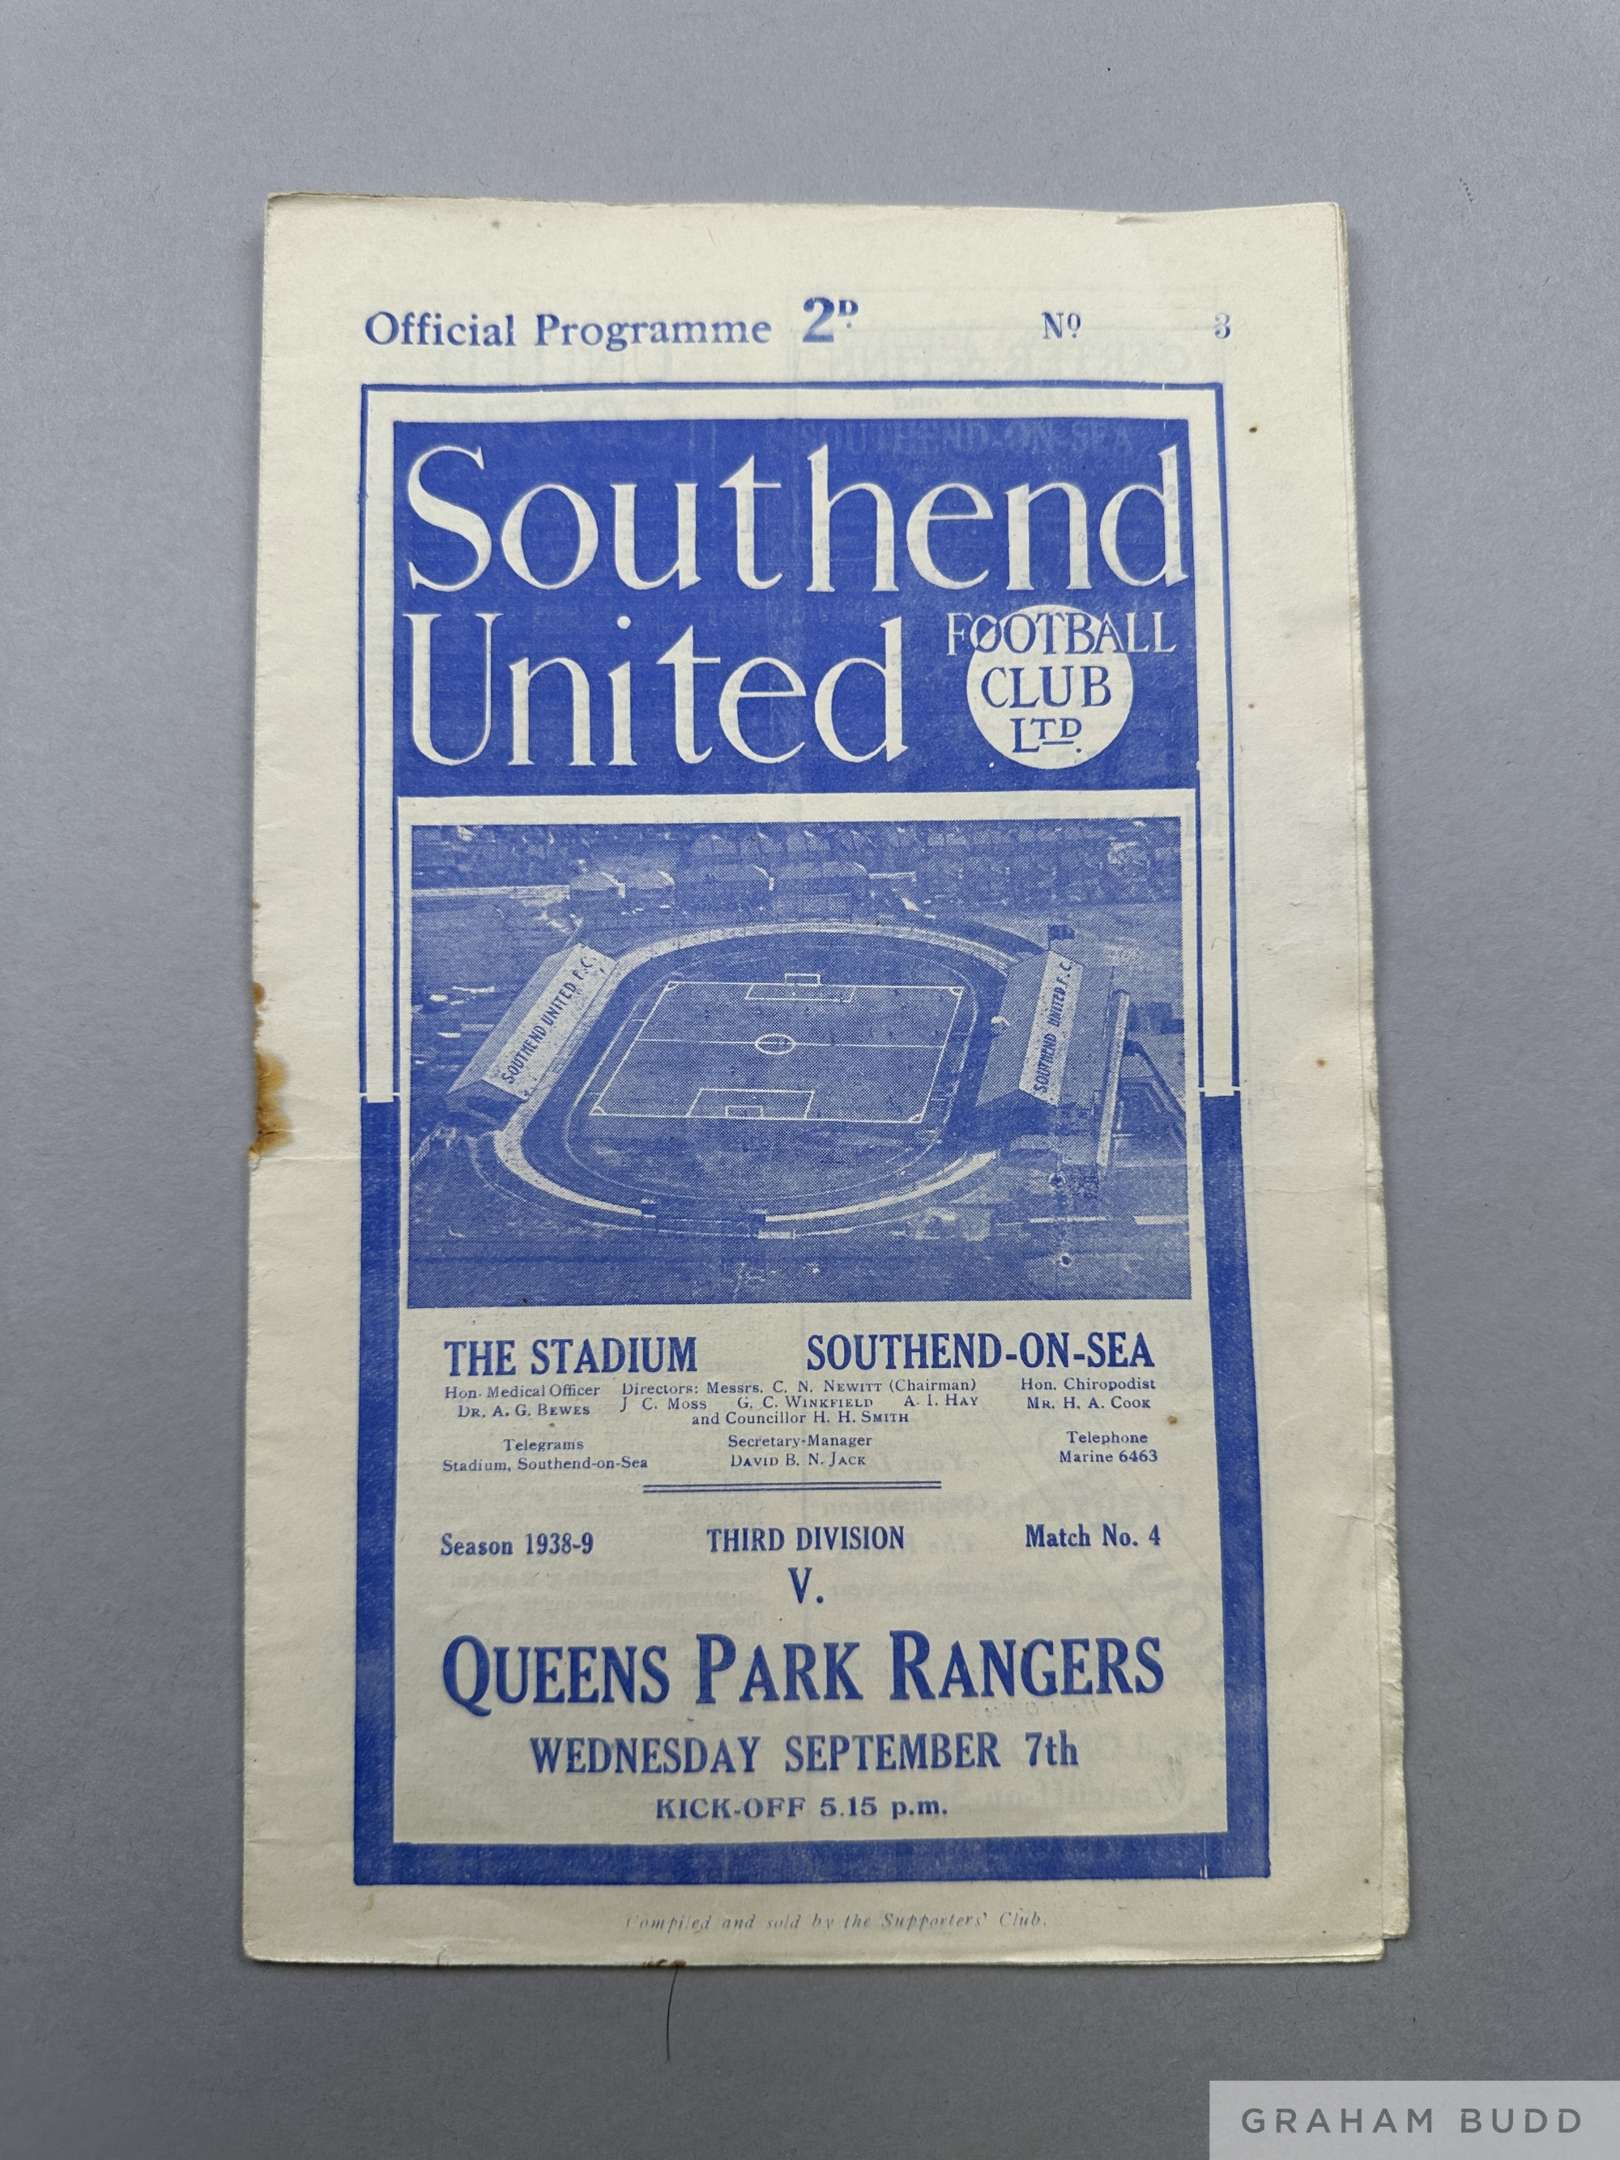 Official Programme 2D. No 3
Southend
United
FOOTBALL
CLUB
LTD.
SOUTHEND UNITED F.C.
SOUTHEND UNITED F.C.
THE STADIUM SOUTHEND-ON-SEA
Hon. Medical Officer Directors: Messrs. C. N. NEWITT (Chairman) Hon. Chiropodist
DR. A. G. BEWES J. C. MOSS G. C. WINKFIELD A. I. HAY MR. H. A. COOK
and Councillor H. H. SMITH
Telegrams Secretary-Manager Telephone
Stadium, Southend-on-Sea DAVID B. N. JACK Marine 6463
Season 1938-9 THIRD DIVISION Match No. 4
V.
QUEENS PARK RANGERS
WEDNESDAY SEPTEMBER 7th
KICK-OFF 5.15 p.m.
Compiled and sold by the Supporters' Club.
GRAHAM BUDD